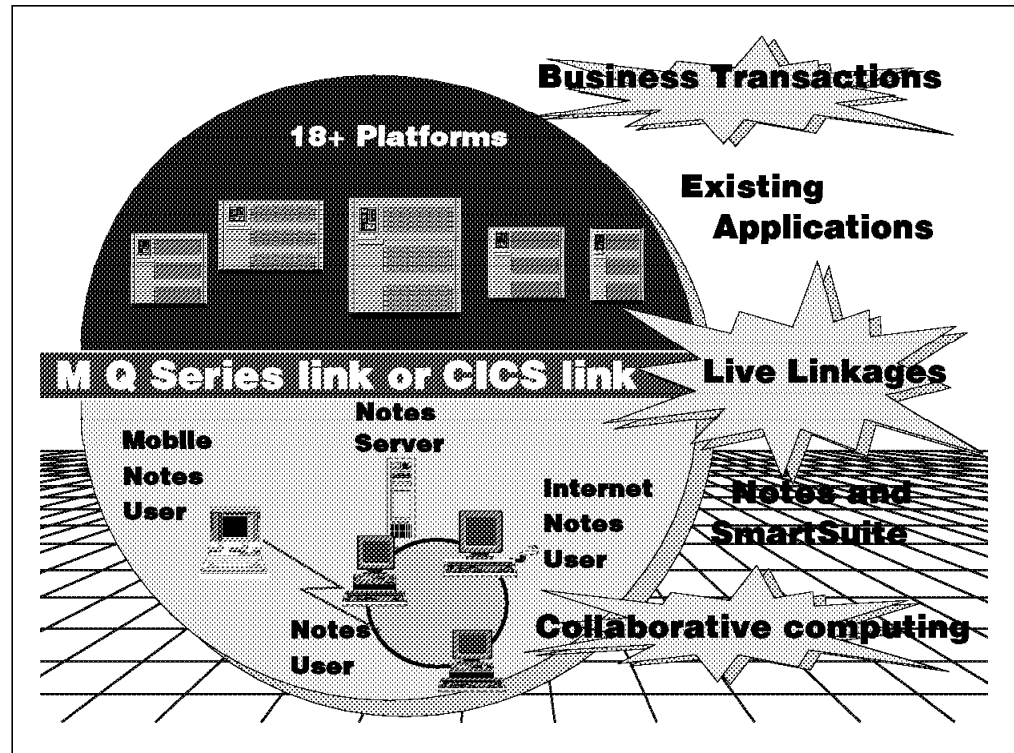 Business Transactions
18+ Platforms
Existing
Applications
M Q Series link or CICS link
Live Linkages
Notes
Server
Mobile
Notes
User
Internet
Notes
User
Notes and
SmartSuite
Notes
User
Collaborative computing